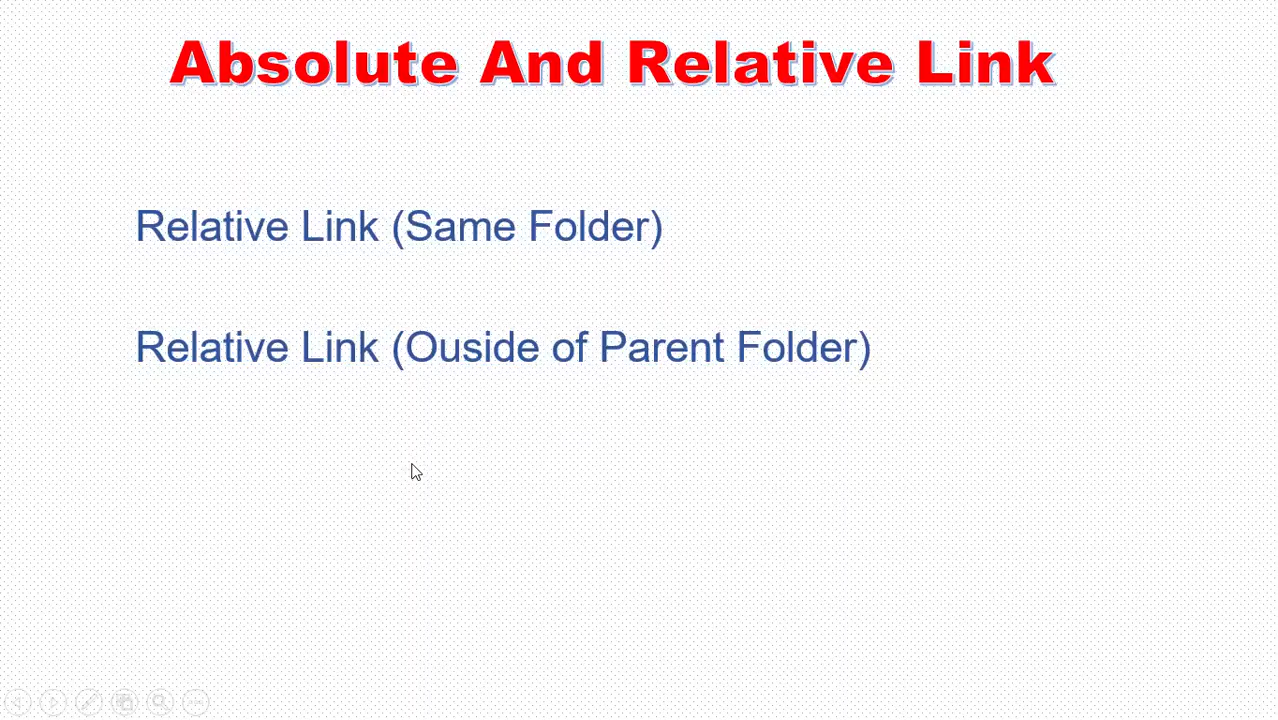 Absolute And Relative Link
Relative Link (Same Folder)
Relative Link (Ouside of Parent Folder)